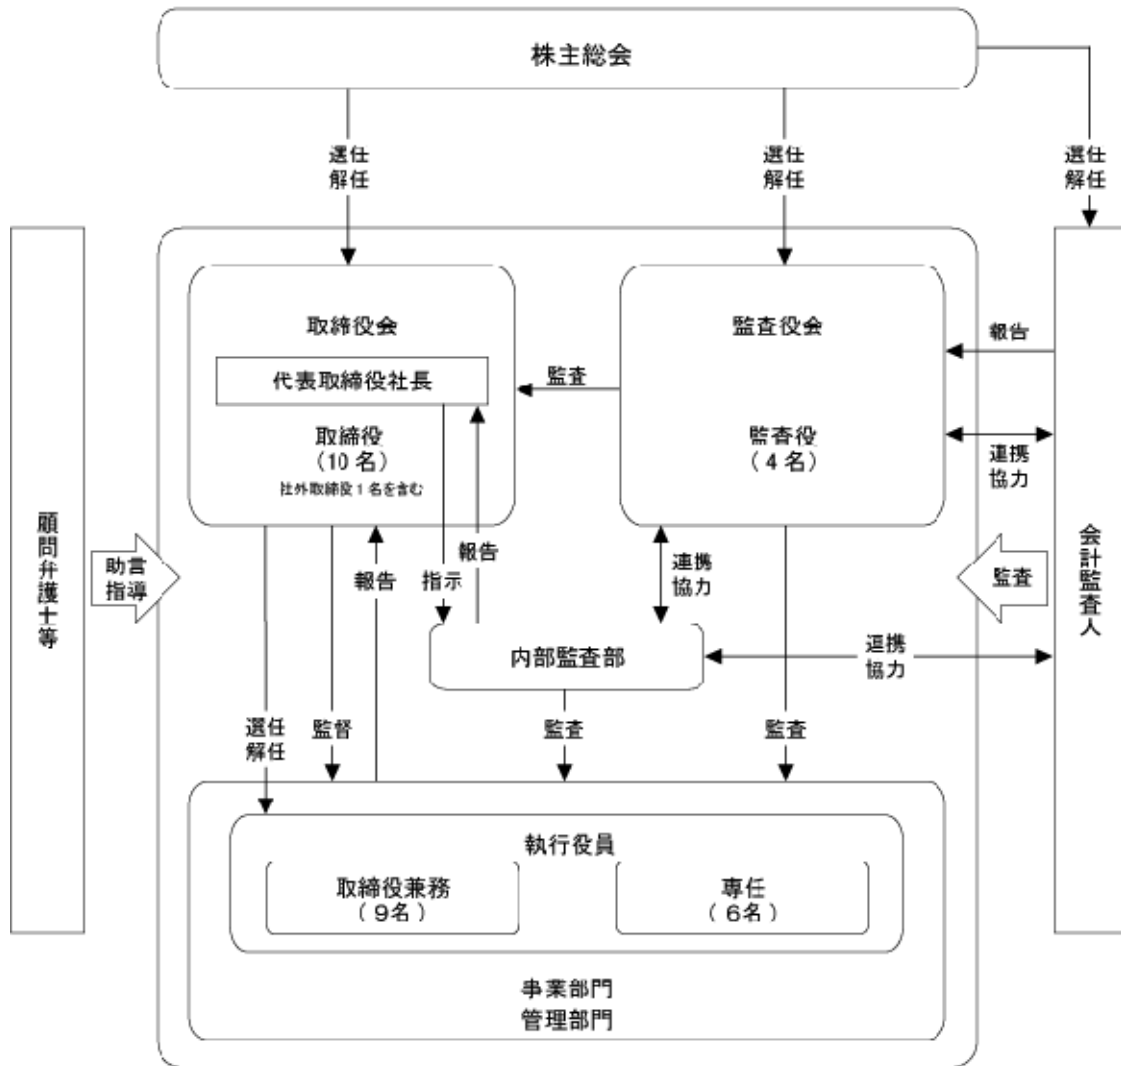 株主総会
選任
解任
選任
解任
選任
解任
取締役会
代表取締役社長
取締役
(10名)
社外取締役1名を含む
監査役会
監査役
(4名)
監査
報告
連携
協力
顧問弁護士等
助言
指導
会計監査人
監査
報告
指示
報告
連携
協力
内部監査部
連携
協力
選任
解任
監督
監査
監査
執行役員
取締役兼務
(9名)
専任
(6名)
事業部門
管理部門